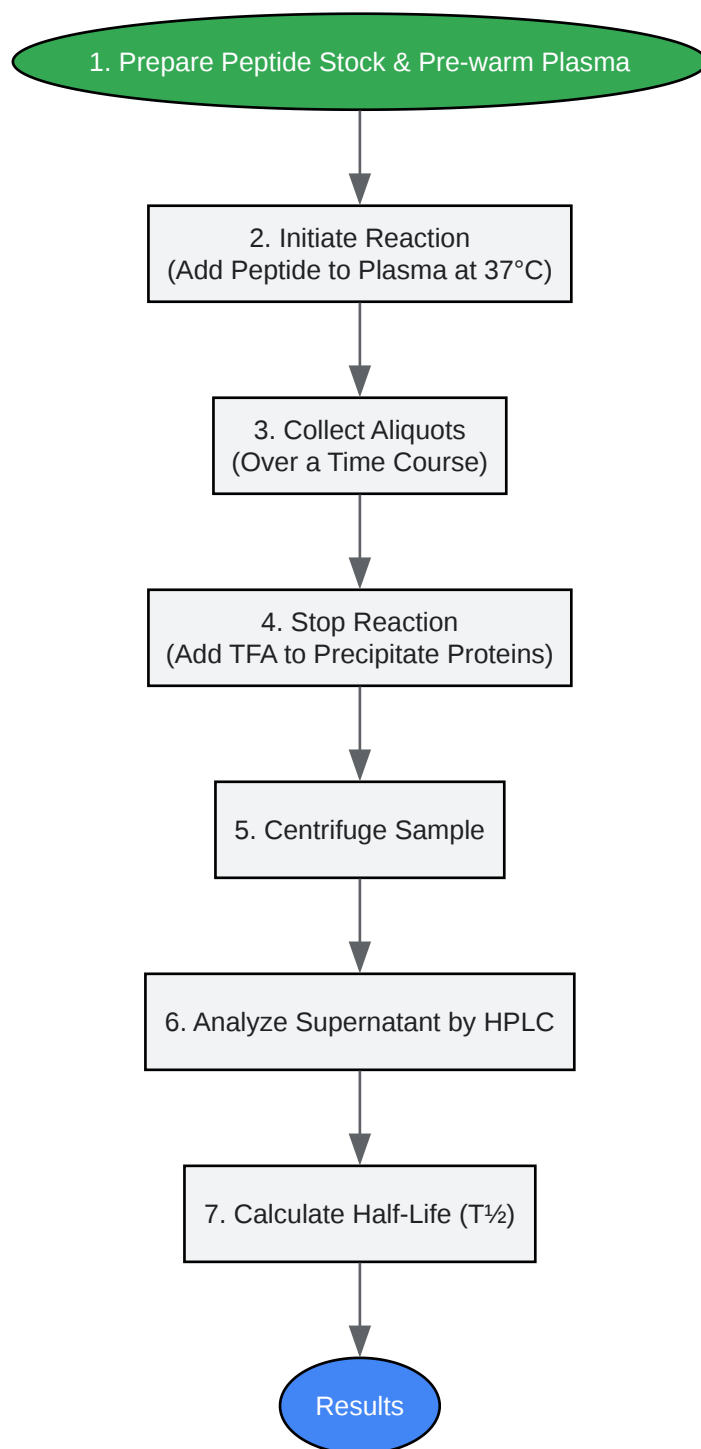 1. Prepare Peptide Stock & Pre-warm Plasma
2. Initiate Reaction
(Add Peptide to Plasma at 37°C)
3. Collect Aliquots
(Over a Time Course)
4. Stop Reaction
(Add TFA to Precipitate Proteins)
5. Centrifuge Sample
6. Analyze Supernatant by HPLC
7. Calculate Half-Life (T½)
Results